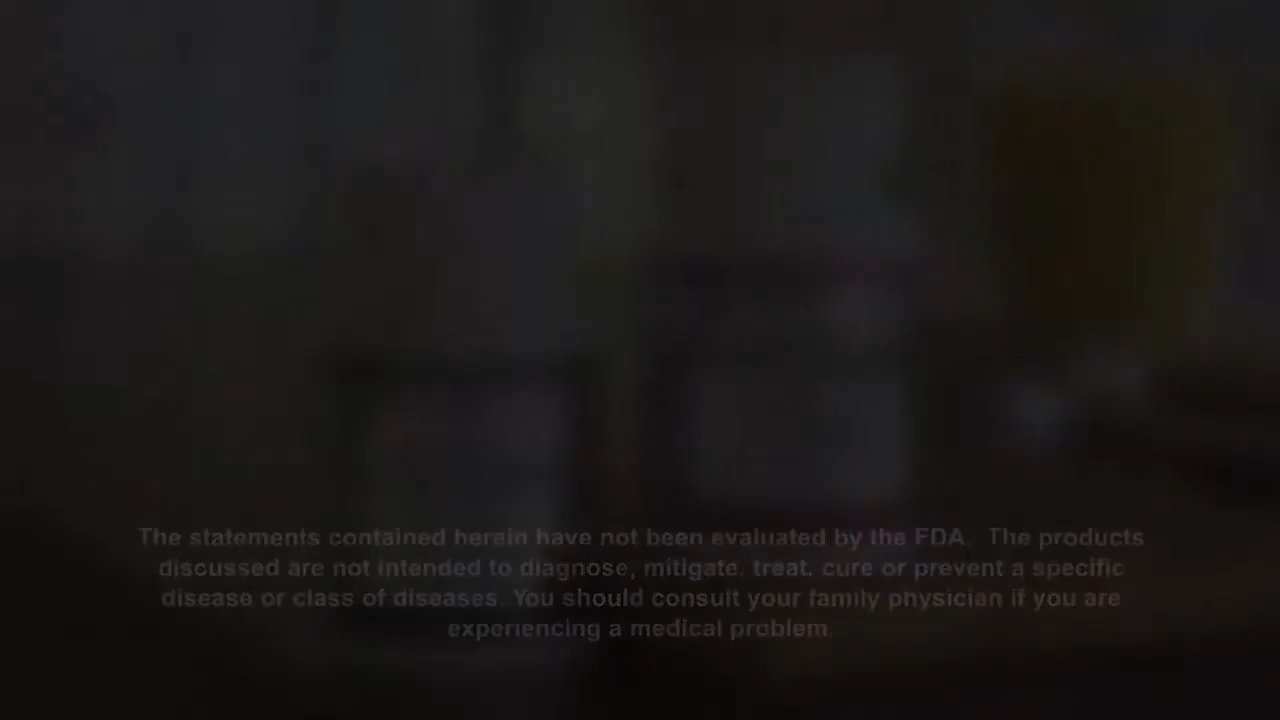 The statements contained herein have not been evaluated by the FDA. The products
discussed are not intended to diagnose, mitigate, treat, cure or prevent a specific
disease or class of diseases. You should consult your family physician if you are
experiencing a medical problem.